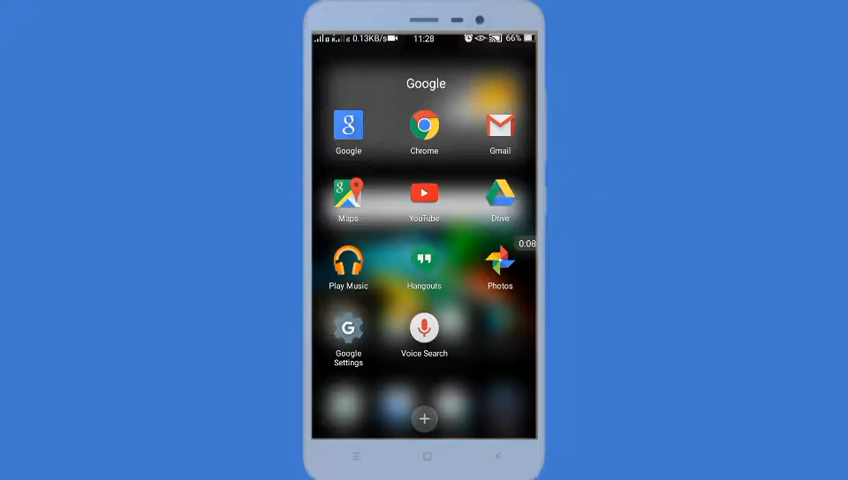 0.13KB/s 11:28 66%
Google
Google Chrome Gmail
Maps YouTube Drive
0:08
Play Music Hangouts Photos
Google Settings Voice Search